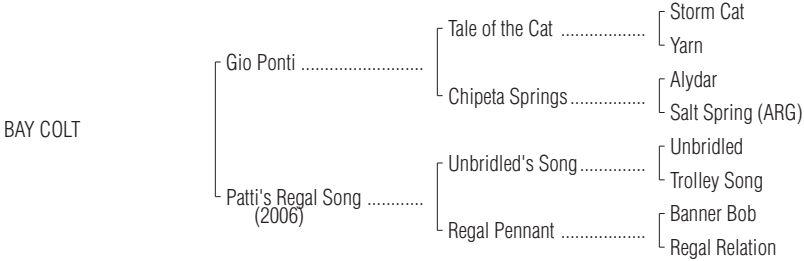 Storm Cat
Tale of the Cat ..................
Yarn
Gio Ponti ..........................
Alydar
Chipeta Springs ................
Salt Spring (ARG)
BAY COLT
Unbridled
Unbridled's Song ..............
Trolley Song
Patti's Regal Song ............
(2006)
Banner Bob
Regal Pennant ..................
Regal Relation